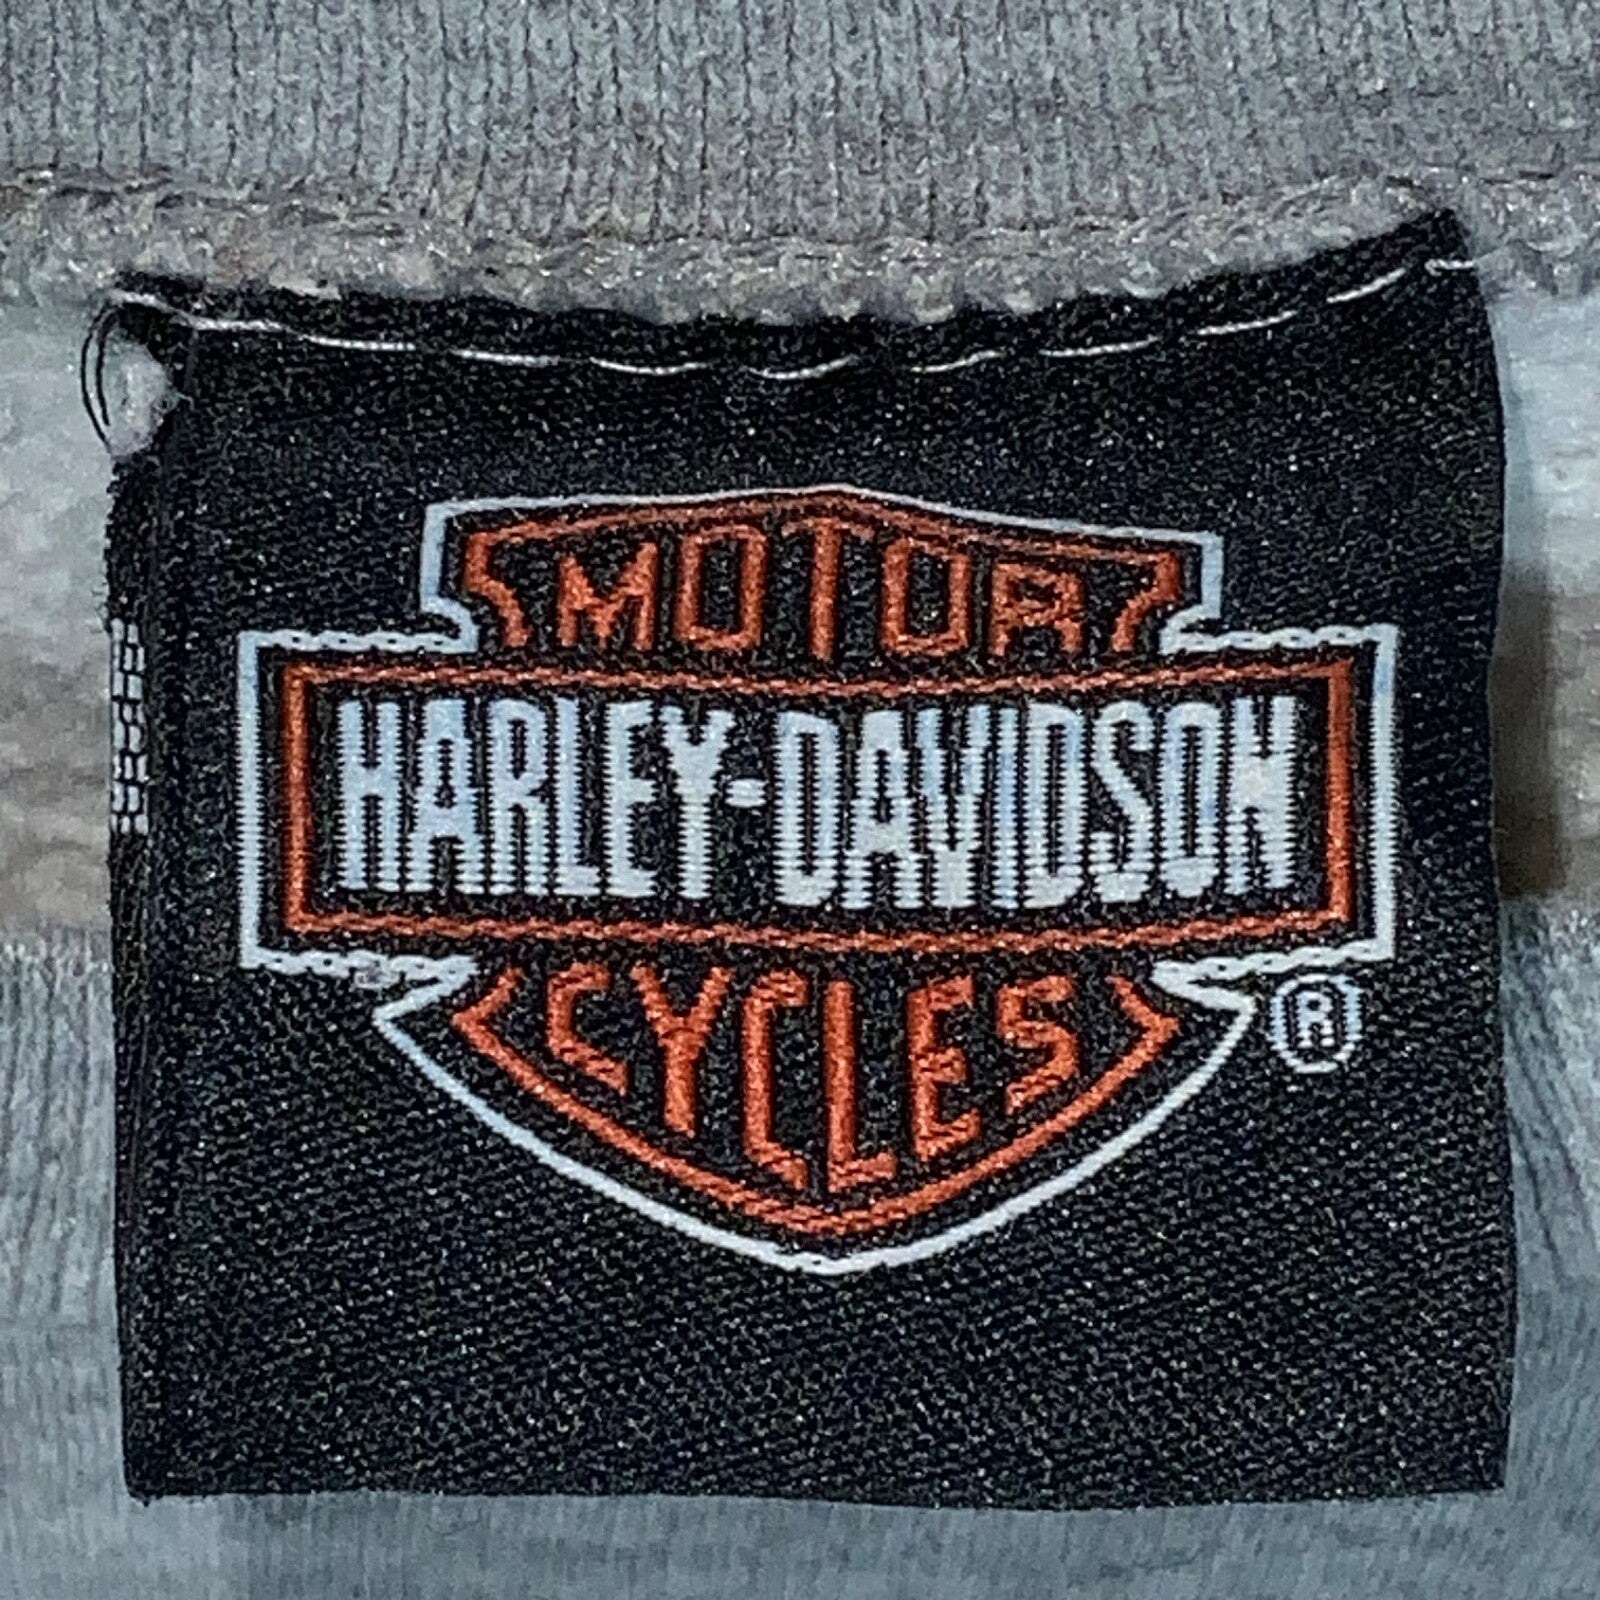 MOTOR
HARLEY-DAVIDSON
CYCLES
®